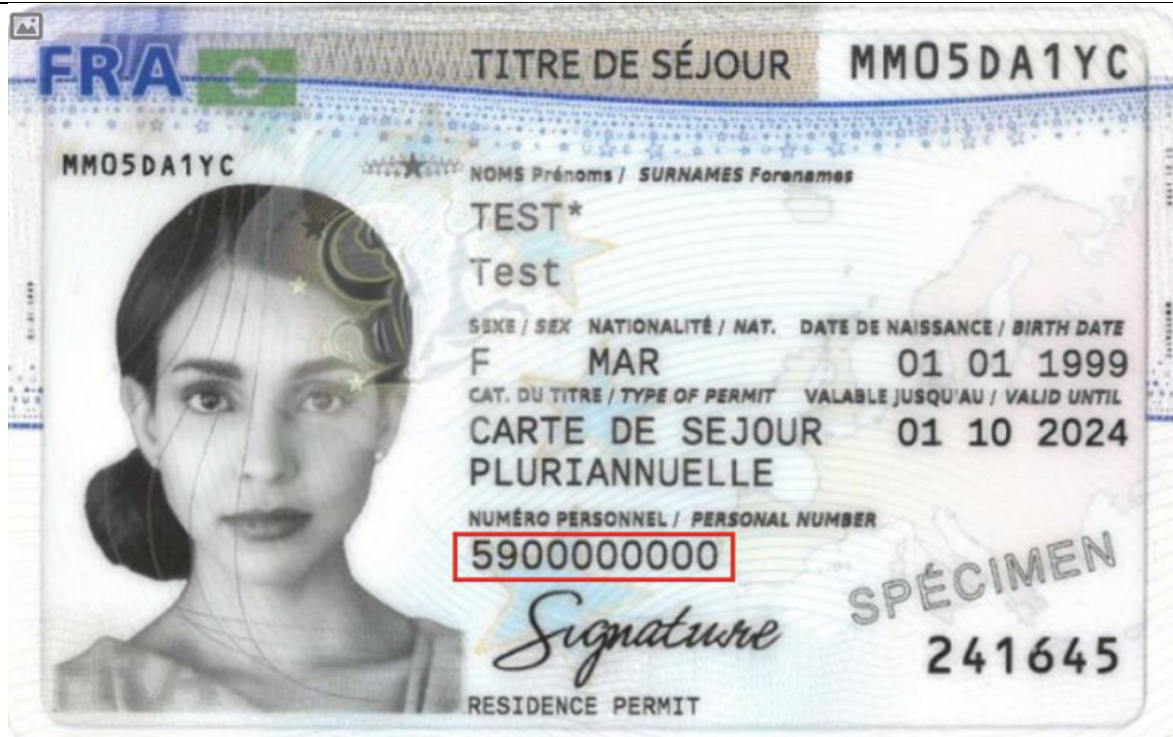 FRA
TITRE DE SÉJOUR
MM05DA1YC
MM05DA1YC
NOMS Prénoms / SURNAMES Forenames
TEST*
Test
SEXE / SEX NATIONALITÉ / NAT. DATE DE NAISSANCE / BIRTH DATE
F MAR 01 01 1999
CAT. DU TITRE / TYPE OF PERMIT VALABLE JUSQU'AU / VALID UNTIL
CARTE DE SEJOUR 01 10 2024
PLURIANNUELLE
NUMÉRO PERSONNEL / PERSONAL NUMBER
5900000000
SPÉCIMEN
Signature
241645
RESIDENCE PERMIT